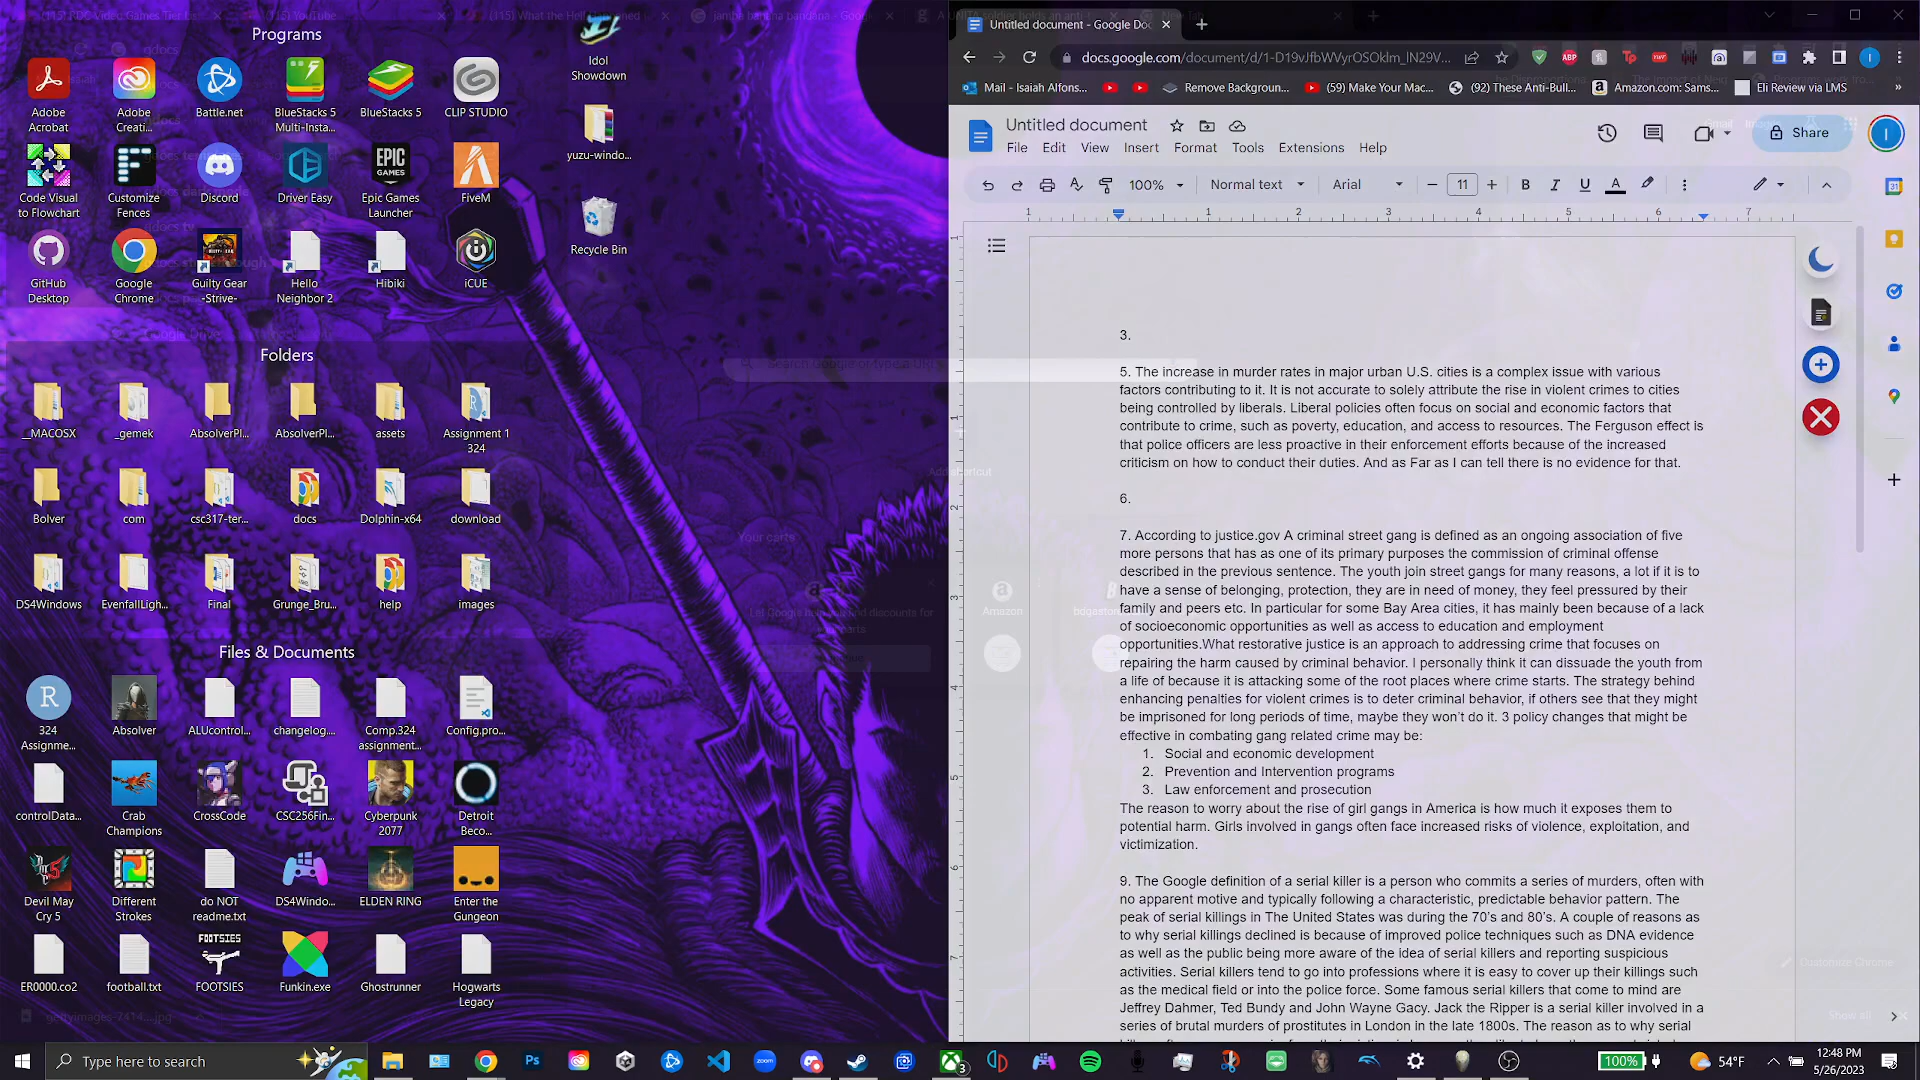 Untitled document - Google Doc
docs.google.com/document/d/1-D19vJfbWVyrOSOklm_lN29V...
Mail - Isaiah Alfons...
Remove Backgroun...
(59) Make Your Mac...
(92) These Anti-Bull...
Amazon.com: Sams...
Eli Review via LMS
Untitled document
Share
File Edit View Insert Format Tools Extensions Help
100% Normal text Arial 11
Programs
Adobe Acrobat
Adobe Creati...
Battle.net
BlueStacks 5 Multi-Insta...
BlueStacks 5
CLIP STUDIO
Idol Showdown
Code Visual to Flowchart
Customize Fences
Discord
Driver Easy
Epic Games Launcher
FiveM
yuzu-windo...
GitHub Desktop
Google Chrome
Guilty Gear -Strive-
Hello Neighbor 2
Hibiki
iCUE
Recycle Bin
Folders
__MACOSX
_gemek
AbsolverPl...
AbsolverPl...
assets
Assignment 1 324
Bolver
com
csc317-ter...
docs
Dolphin-x64
download
DS4Windows
EvenfallLigh...
Final
Grunge_Bru...
help
images
Files & Documents
324 Assignme...
Absolver
ALUcontrol...
changelog....
Comp.324 assignment...
Config.pro...
controlData...
Crab Champions
CrossCode
CSC256FIn...
Cyberpunk 2077
Detroit Beco...
Devil May Cry 5
Different Strokes
do NOT readme.txt
DS4Windo...
ELDEN RING
Enter the Gungeon
ER0000.co2
football.txt
FOOTSIES
FOOTSIES
Funkin.exe
Ghostrunner
Hogwarts Legacy
3.
5. The increase in murder rates in major urban U.S. cities is a complex issue with various
factors contributing to it. It is not accurate to solely attribute the rise in violent crimes to cities
being controlled by liberals. Liberal policies often focus on social and economic factors that
contribute to crime, such as poverty, education, and access to resources. The Ferguson effect is
that police officers are less proactive in their enforcement efforts because of the increased
criticism on how to conduct their duties. And as Far as I can tell there is no evidence for that.
6.
7. According to justice.gov A criminal street gang is defined as an ongoing association of five
more persons that has as one of its primary purposes the commission of criminal offense
described in the previous sentence. The youth join street gangs for many reasons, a lot if it is to
have a sense of belonging, protection, they are in need of money, they feel pressured by their
family and peers etc. In particular for some Bay Area cities, it has mainly been because of a lack
of socioeconomic opportunities as well as access to education and employment
opportunities.What restorative justice is an approach to addressing crime that focuses on
repairing the harm caused by criminal behavior. I personally think it can dissuade the youth from
a life of because it is attacking some of the root places where crime starts. The strategy behind
enhancing penalties for violent crimes is to deter criminal behavior, if others see that they might
be imprisoned for long periods of time, maybe they won't do it. 3 policy changes that might be
effective in combating gang related crime may be:
1. Social and economic development
2. Prevention and Intervention programs
3. Law enforcement and prosecution
The reason to worry about the rise of girl gangs in America is how much it exposes them to
potential harm. Girls involved in gangs often face increased risks of violence, exploitation, and
victimization.
9. The Google definition of a serial killer is a person who commits a series of murders, often with
no apparent motive and typically following a characteristic, predictable behavior pattern. The
peak of serial killings in The United States was during the 70's and 80's. A couple of reasons as
to why serial killings declined is because of improved police techniques such as DNA evidence
as well as the public being more aware of the idea of serial killers and reporting suspicious
activities. Serial killers tend to go into professions where it is easy to cover up their killings such
as the medical field or into the police force. Some famous serial killers that come to mind are
Jeffrey Dahmer, Ted Bundy and John Wayne Gacy. Jack the Ripper is a serial killer involved in a
series of brutal murders of prostitutes in London in the late 1800s. The reason as to why serial
Type here to search
100%
54°F
12:48 PM
5/26/2023